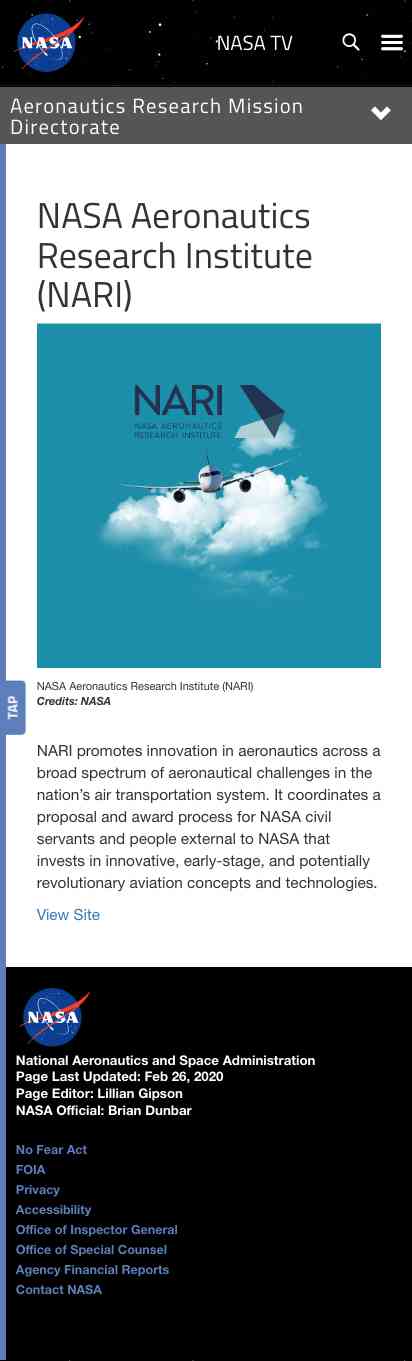 NASA
NASA TV
Aeronautics Research Mission
Directorate
NASA Aeronautics
Research Institute
(NARI)
NARI
NASA AERONAUTICS
RESEARCH INSTITUTE
NASA Aeronautics Research Institute (NARI)
Credits: NASA
TAP
NARI promotes innovation in aeronautics across a
broad spectrum of aeronautical challenges in the
nation’s air transportation system. It coordinates a
proposal and award process for NASA civil
servants and people external to NASA that
invests in innovative, early-stage, and potentially
revolutionary aviation concepts and technologies.
View Site
NASA
National Aeronautics and Space Administration
Page Last Updated: Feb 26, 2020
Page Editor: Lillian Gipson
NASA Official: Brian Dunbar
No Fear Act
FOIA
Privacy
Accessibility
Office of Inspector General
Office of Special Counsel
Agency Financial Reports
Contact NASA